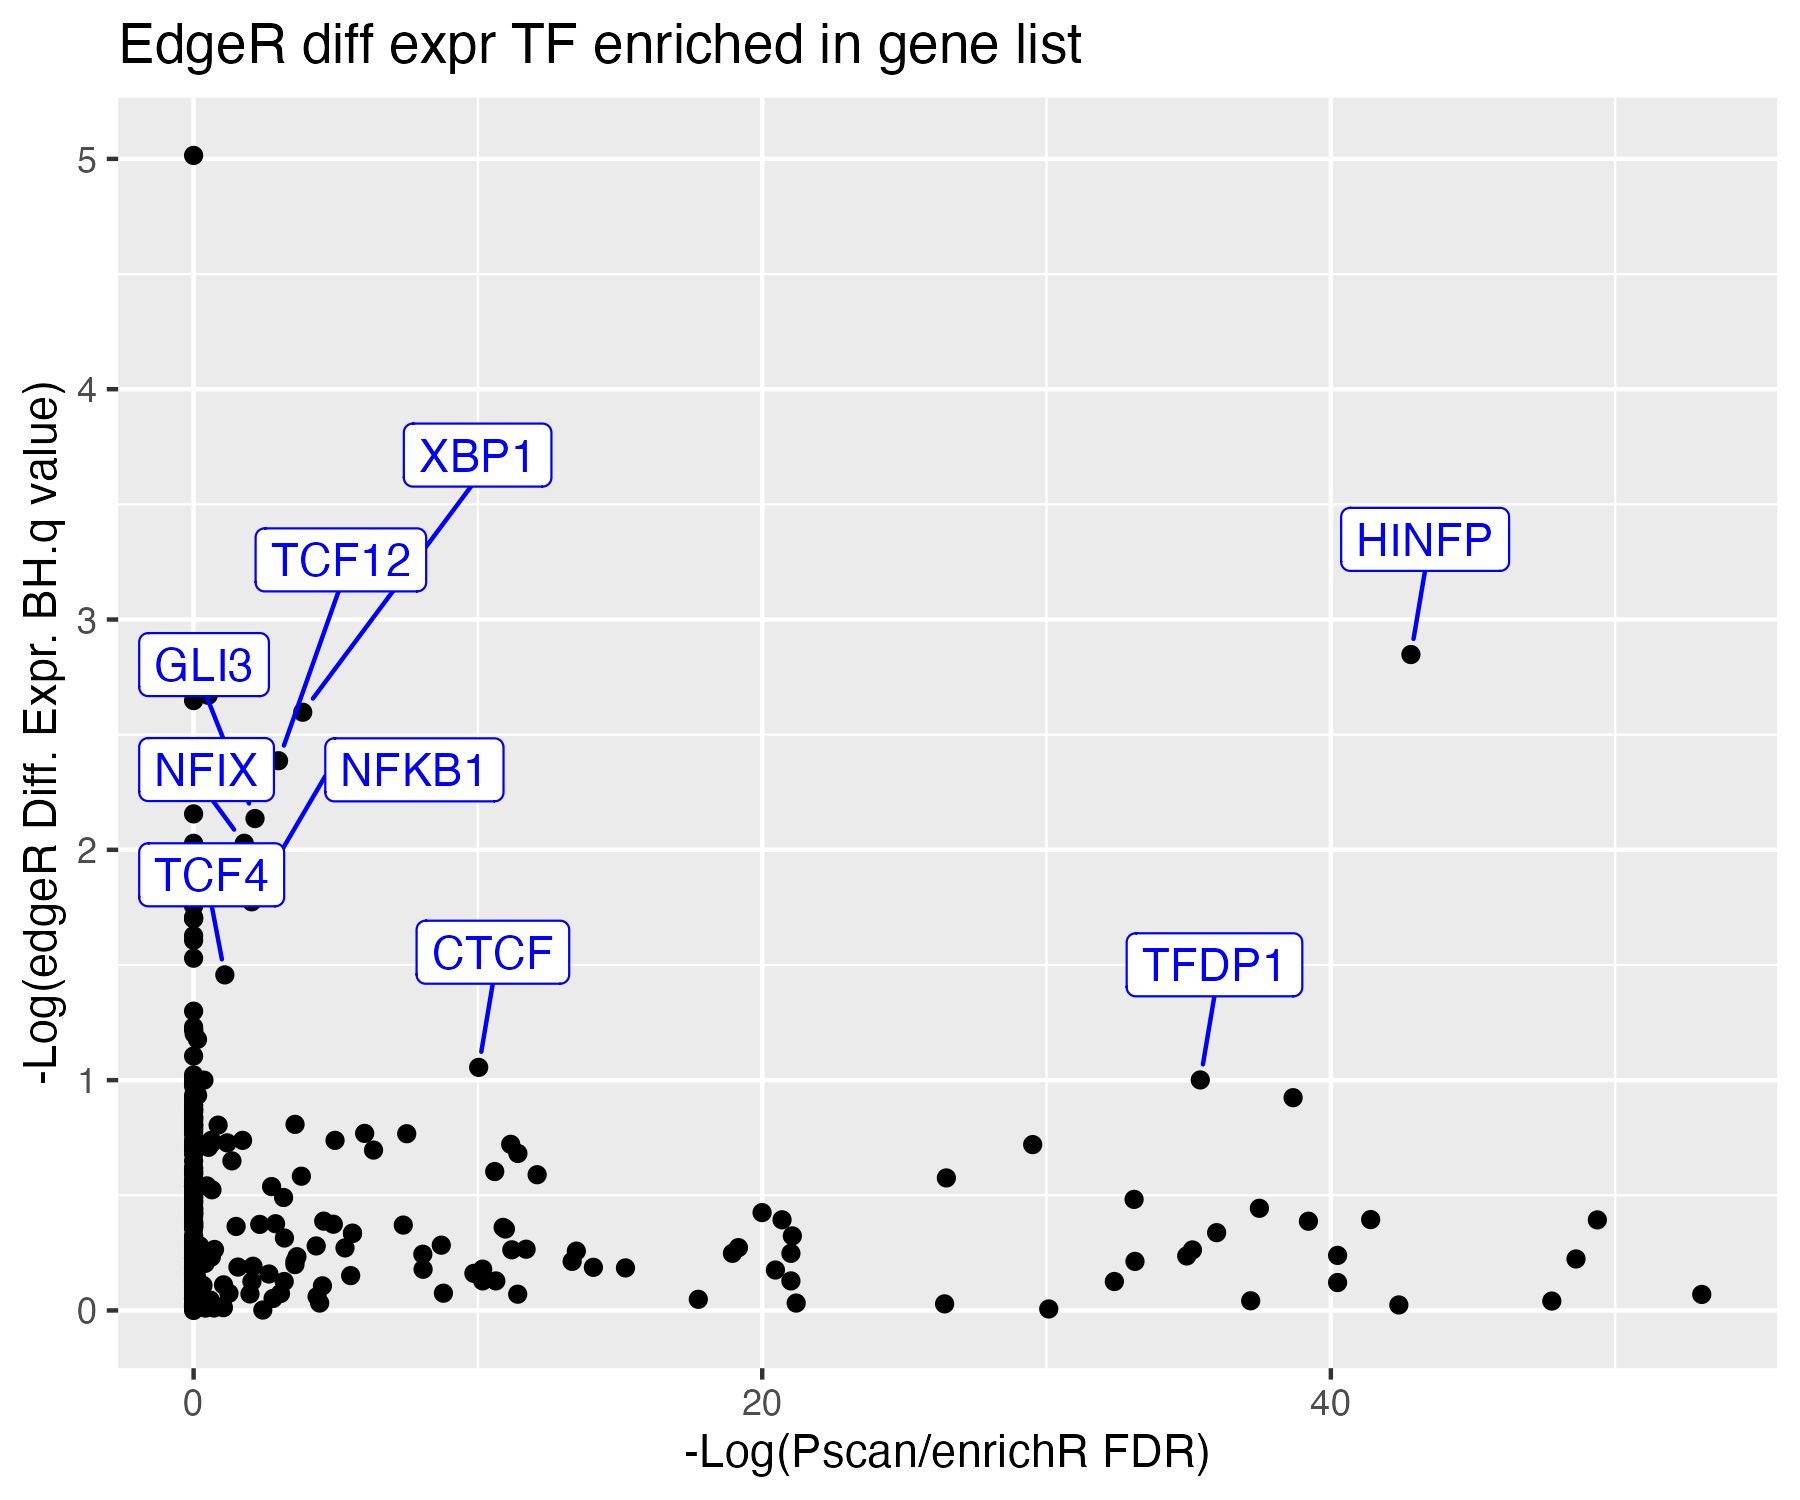 EdgeR diff expr TF enriched in gene list
-Log(edgeR Diff. Expr. BH.q value)
5
4
3
2
1
0
XBP1
TCF12
HINFP
GLI3
NFIX
NFKB1
TCF4
CTCF
TFDP1
0
20
40
-Log(Pscan/enrichR FDR)